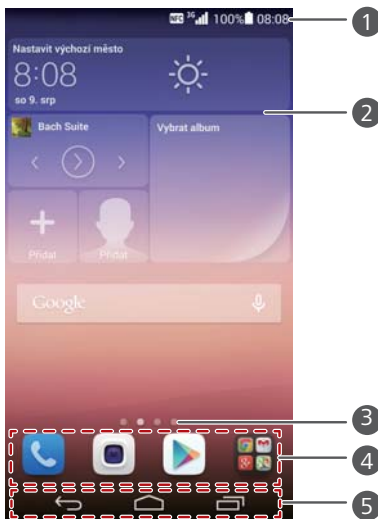 NFC 3G 100% 08:08
1
Nastavit výchozí město
8:08
so 9. srp
2
Bach Suite
Vybrat album
Přidat
Přidat
Google
3
4
5